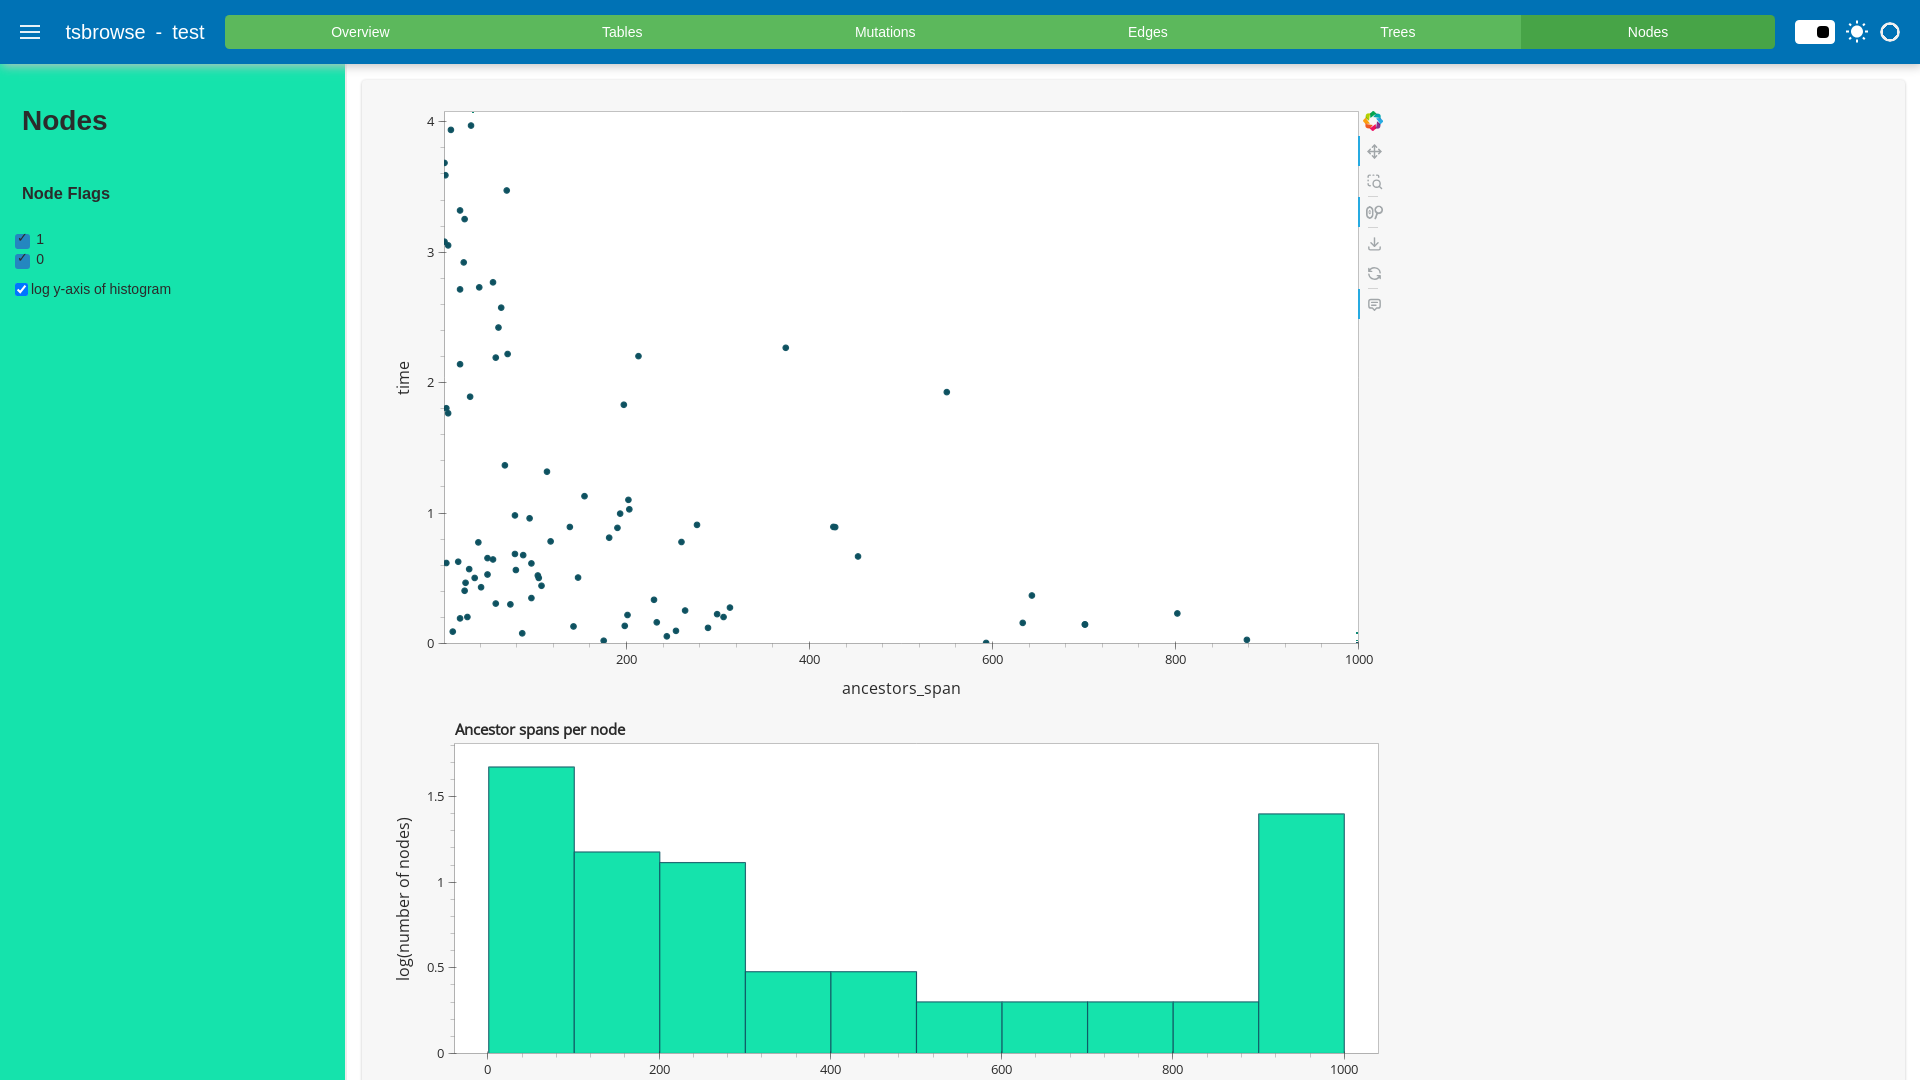 tsbrowse - test
Overview
Tables
Mutations
Edges
Trees
Nodes
Nodes
Node Flags
1
0
log y-axis of histogram
4
3
2
1
0
time
200
400
600
800
1000
ancestors_span
Ancestor spans per node
1.5
1
0.5
0
log(number of nodes)
0
200
400
600
800
1000